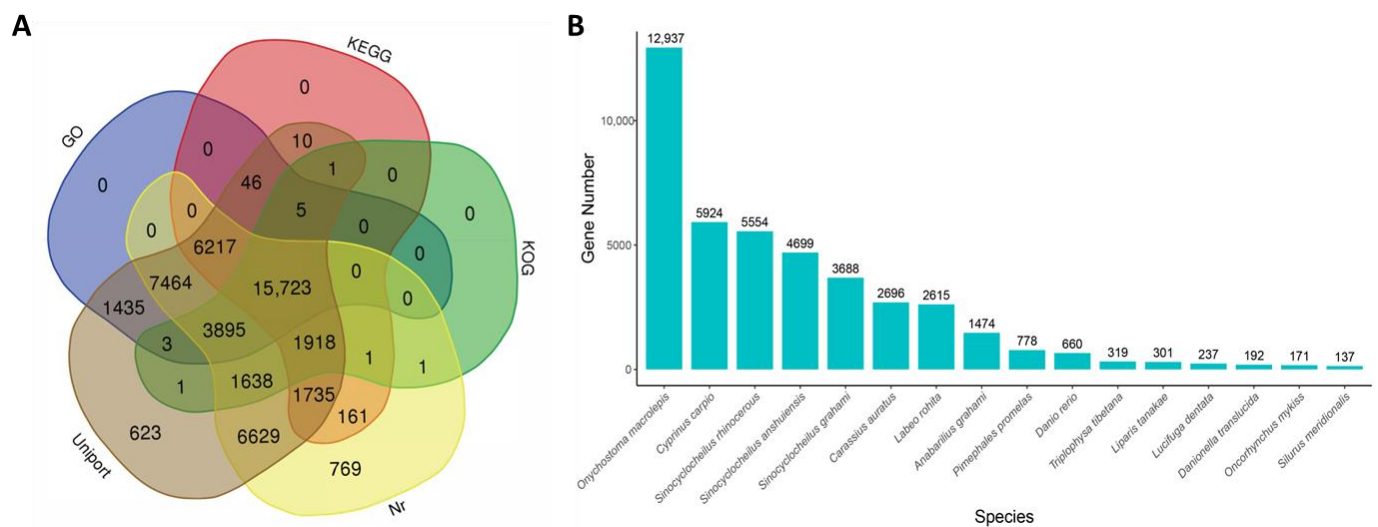 A
KEGG
GO
KOG
Uniport
Nr
0
10
0
1
0
46
0
0
5
0
0
0
0
6217
0
7464
15,723
0
1435
3895
3
1918
1
1
1
1638
1735
161
623
6629
769
B
Gene Number
10,000
5000
0
12,937
5924
5554
4699
3688
2696
2615
1474
778
660
319
301
237
192
171
137
Onychostoma macrolepis
Cyprinus carpio
Sinocyclocheilus rhinocerous
Sinocyclocheilus anshuiensis
Sinocyclocheilus grahami
Carassius auratus
Labeo rohita
Anabarilius grahami
Pimephales promelas
Danio rerio
Triplophysa tibetana
Liparis tanakae
Lucifuga dentata
Danionella translucida
Oncorhynchus mykiss
Silurus meridionalis
Species